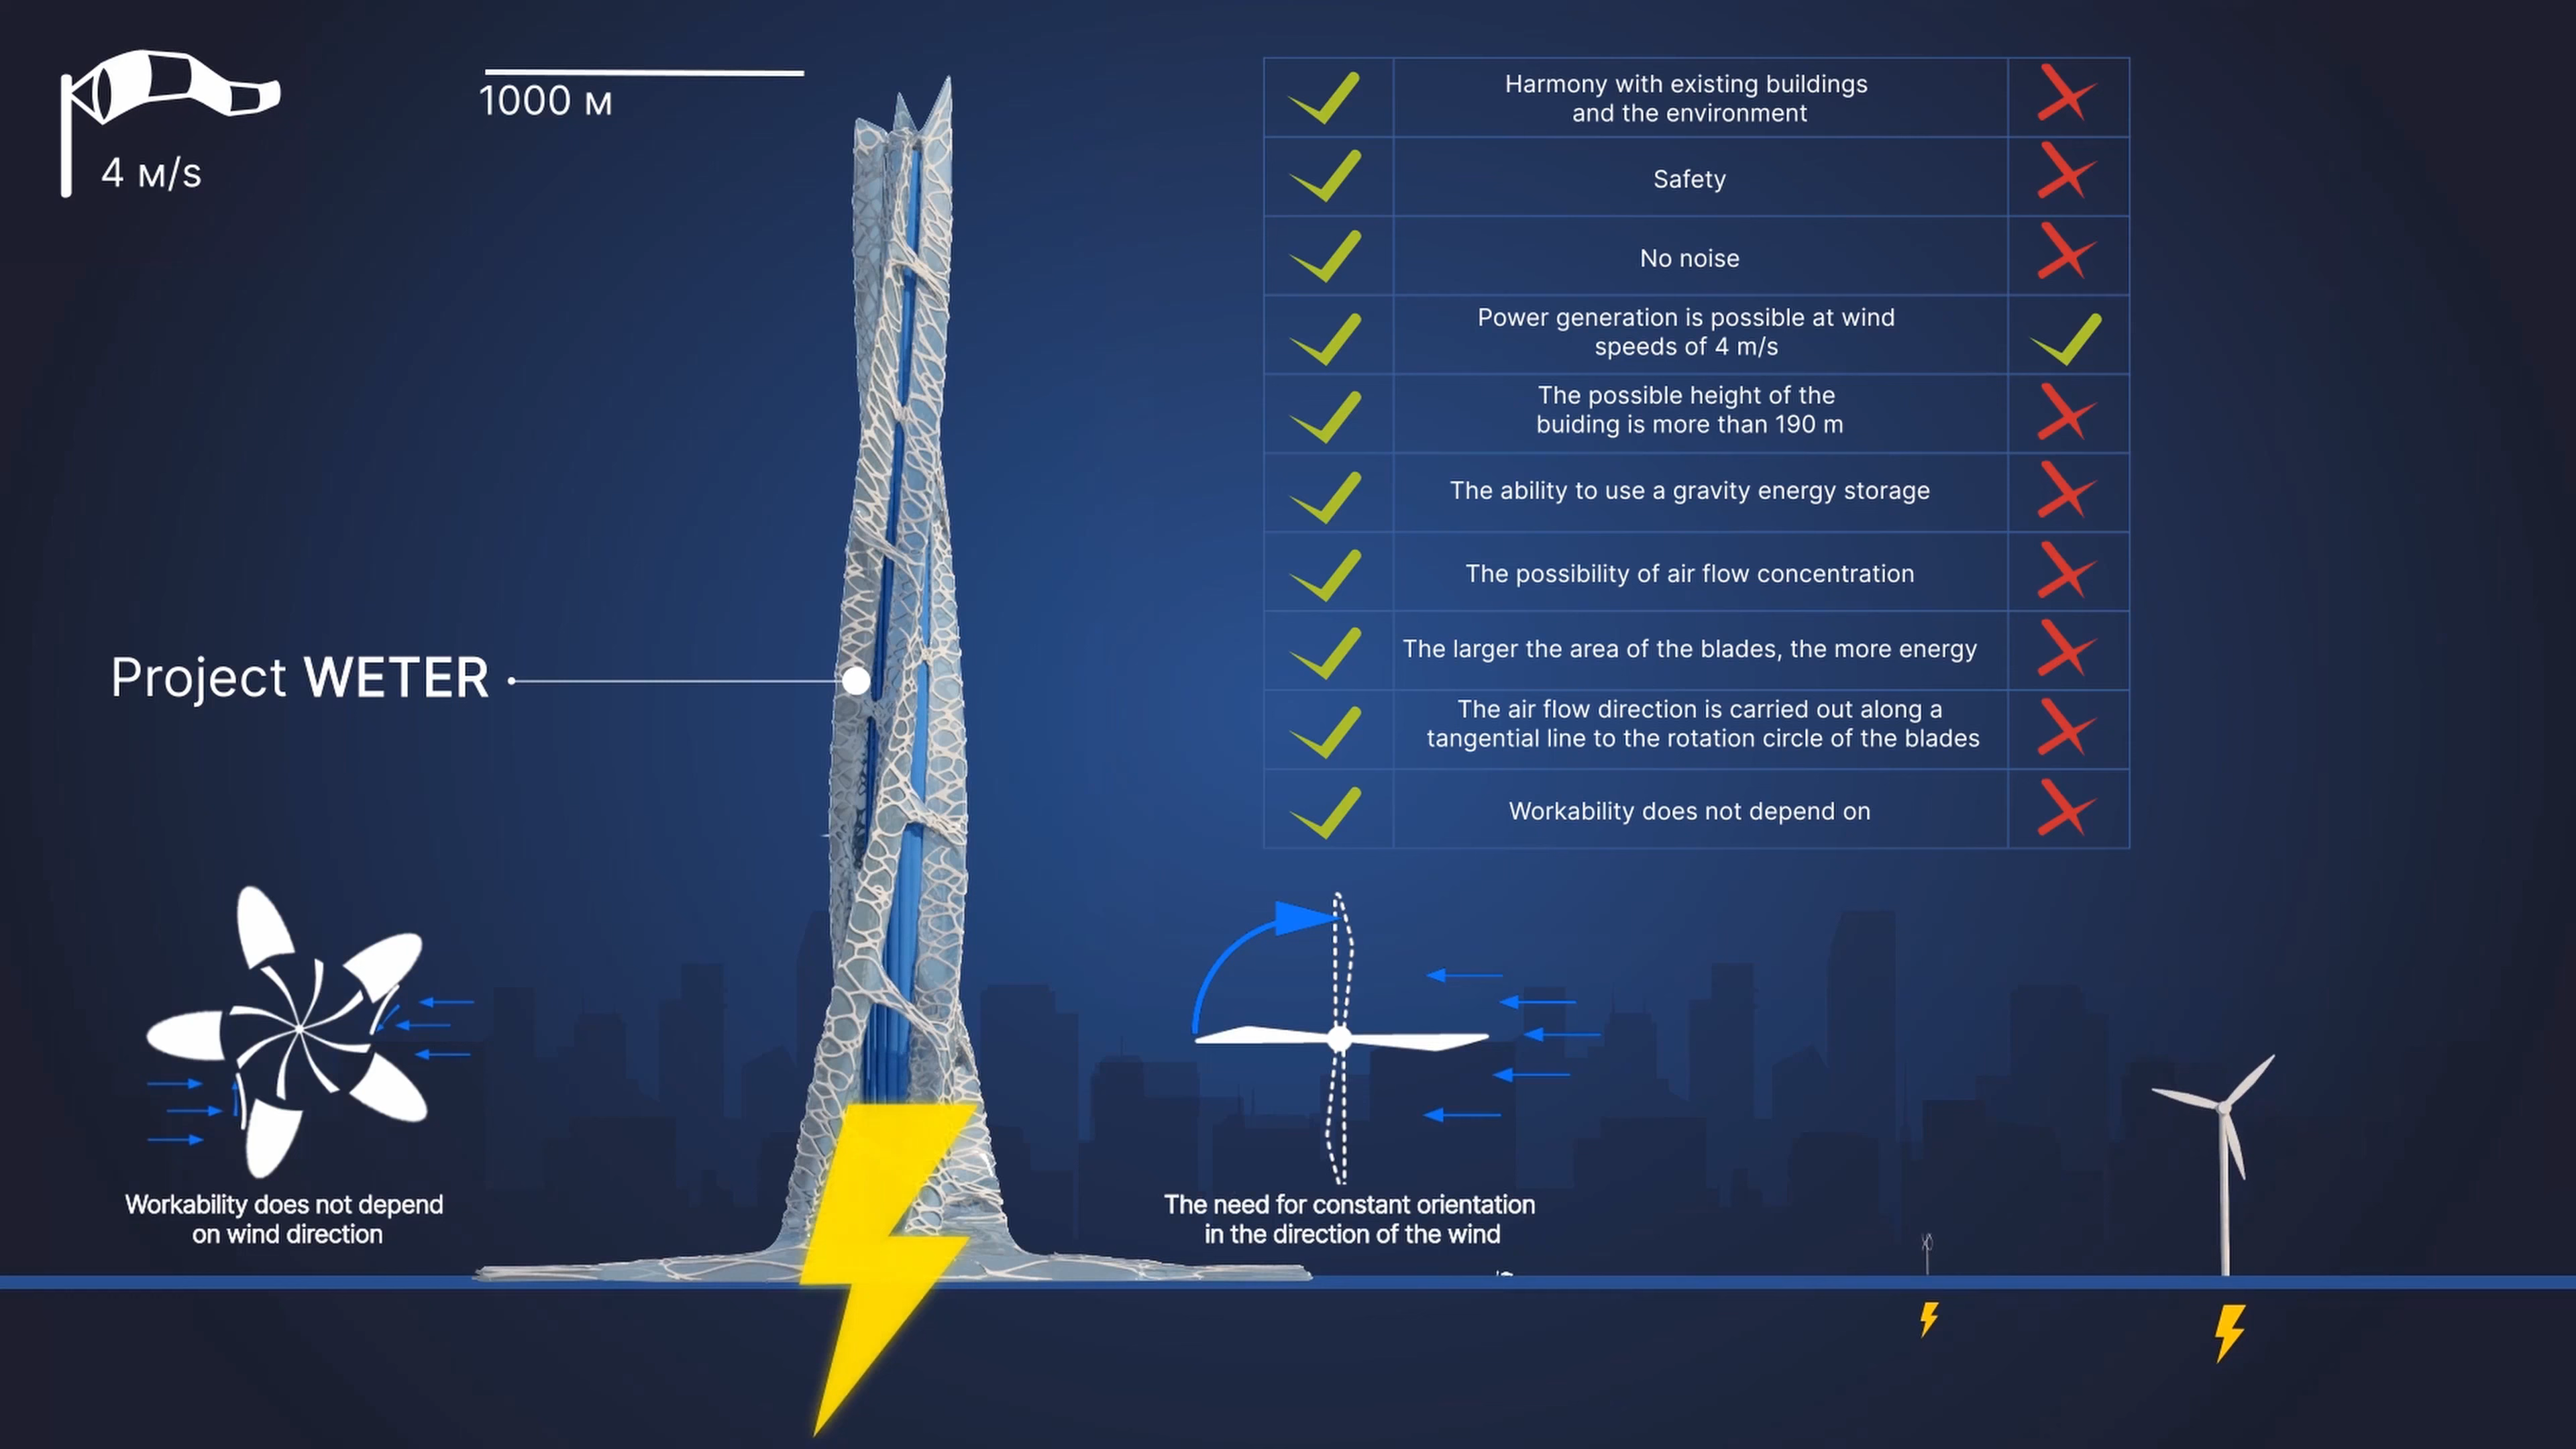 4 м/s
1000 м
Harmony with existing buildings
and the environment
Safety
No noise
Power generation is possible at wind
speeds of 4 m/s
The possible height of the
buiding is more than 190 m
The ability to use a gravity energy storage
The possibility of air flow concentration
The larger the area of the blades, the more energy
The air flow direction is carried out along a
tangential line to the rotation circle of the blades
Workability does not depend on
Project WETER
Workability does not depend
on wind direction
The need for constant orientation
in the direction of the wind